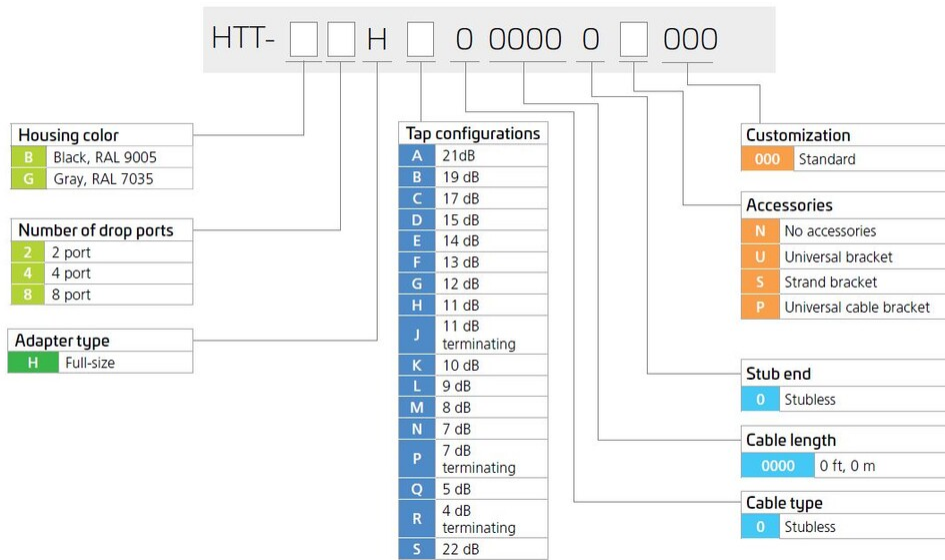 HTT- H 0 0000 0 000
Housing color
B Black, RAL 9005
G Gray, RAL 7035
Number of drop ports
2 2 port
4 4 port
8 8 port
Adapter type
H Full-size
Tap configurations
A 21dB
B 19 dB
C 17 dB
D 15 dB
E 14 dB
F 13 dB
G 12 dB
H 11 dB
J 11 dB
terminating
K 10 dB
L 9 dB
M 8 dB
N 7 dB
P 7 dB
terminating
Q 5 dB
R 4 dB
terminating
S 22 dB
Customization
000 Standard
Accessories
N No accessories
U Universal bracket
S Strand bracket
P Universal cable bracket
Stub end
0 Stubless
Cable length
0000 0 ft, 0 m
Cable type
0 Stubless